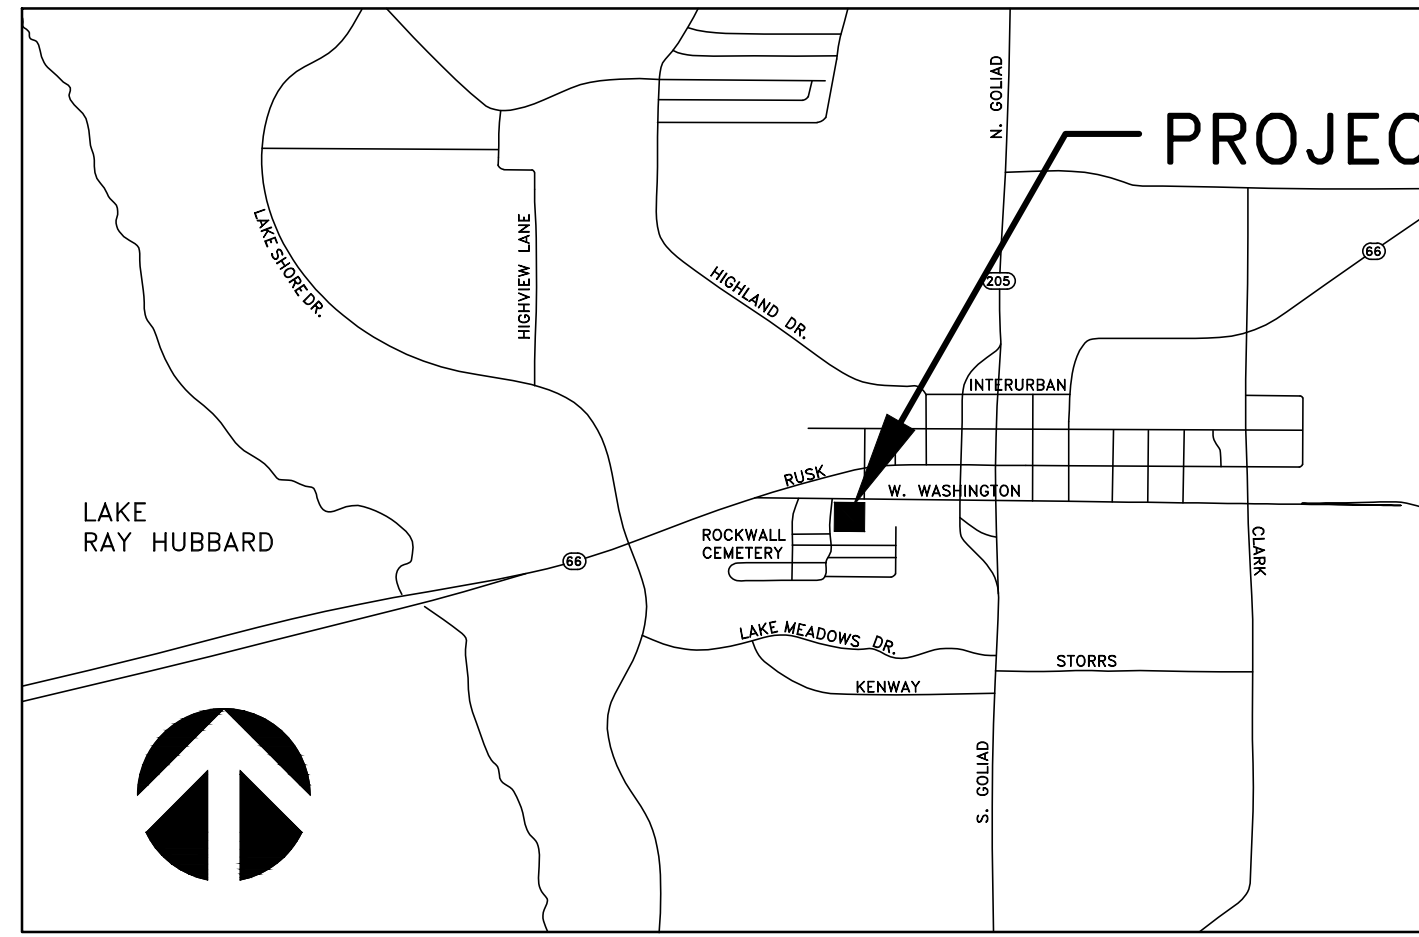 N. GOLIAD
PROJEC
LAKE SHORE DR.
HIGHVIEW LANE
66
HIGHLAND DR.
205
INTERURBAN
RUSK
W. WASHINGTON
LAKE
RAY HUBBARD
ROCKWALL
CEMETERY
66
CLARK
LAKE MEADOWS DR.
STORRS
KENWAY
S. GOLIAD